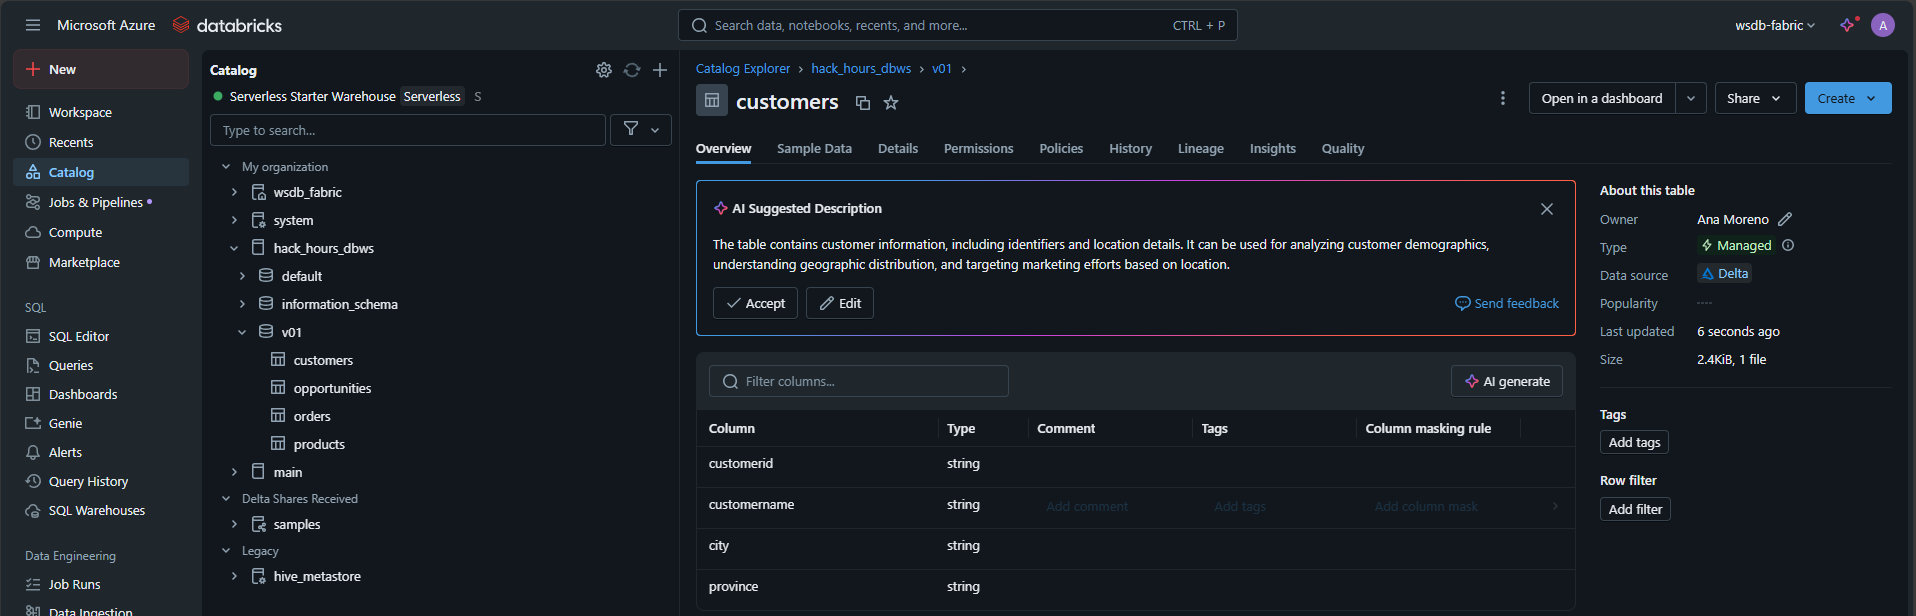 Microsoft Azure
databricks
Search data, notebooks, recents, and more...
CTRL + P
wsdb-fabric
A
New
Workspace
Recents
Catalog
Jobs & Pipelines
Compute
Marketplace
SQL
SQL Editor
Queries
Dashboards
Genie
Alerts
Query History
SQL Warehouses
Data Engineering
Job Runs
Data Ingestion
Catalog
Serverless Starter Warehouse Serverless S
Type to search...
My organization
wsdb_fabric
system
hack_hours_dbws
default
information_schema
v01
customers
opportunities
orders
products
main
Delta Shares Received
samples
Legacy
hive_metastore
Catalog Explorer > hack_hours_dbws > v01 >
customers
Open in a dashboard
Share
Create
Overview Sample Data Details Permissions Policies History Lineage Insights Quality
AI Suggested Description
The table contains customer information, including identifiers and location details. It can be used for analyzing customer demographics,
understanding geographic distribution, and targeting marketing efforts based on location.
Accept
Edit
Send feedback
Filter columns...
AI generate
Column Type Comment Tags Column masking rule
customerid string
customername string Add comment Add tags Add column mask
city string
province string
About this table
Owner Ana Moreno
Type Managed
Data source Delta
Popularity
Last updated 6 seconds ago
Size 2.4KiB, 1 file
Tags
Add tags
Row filter
Add filter